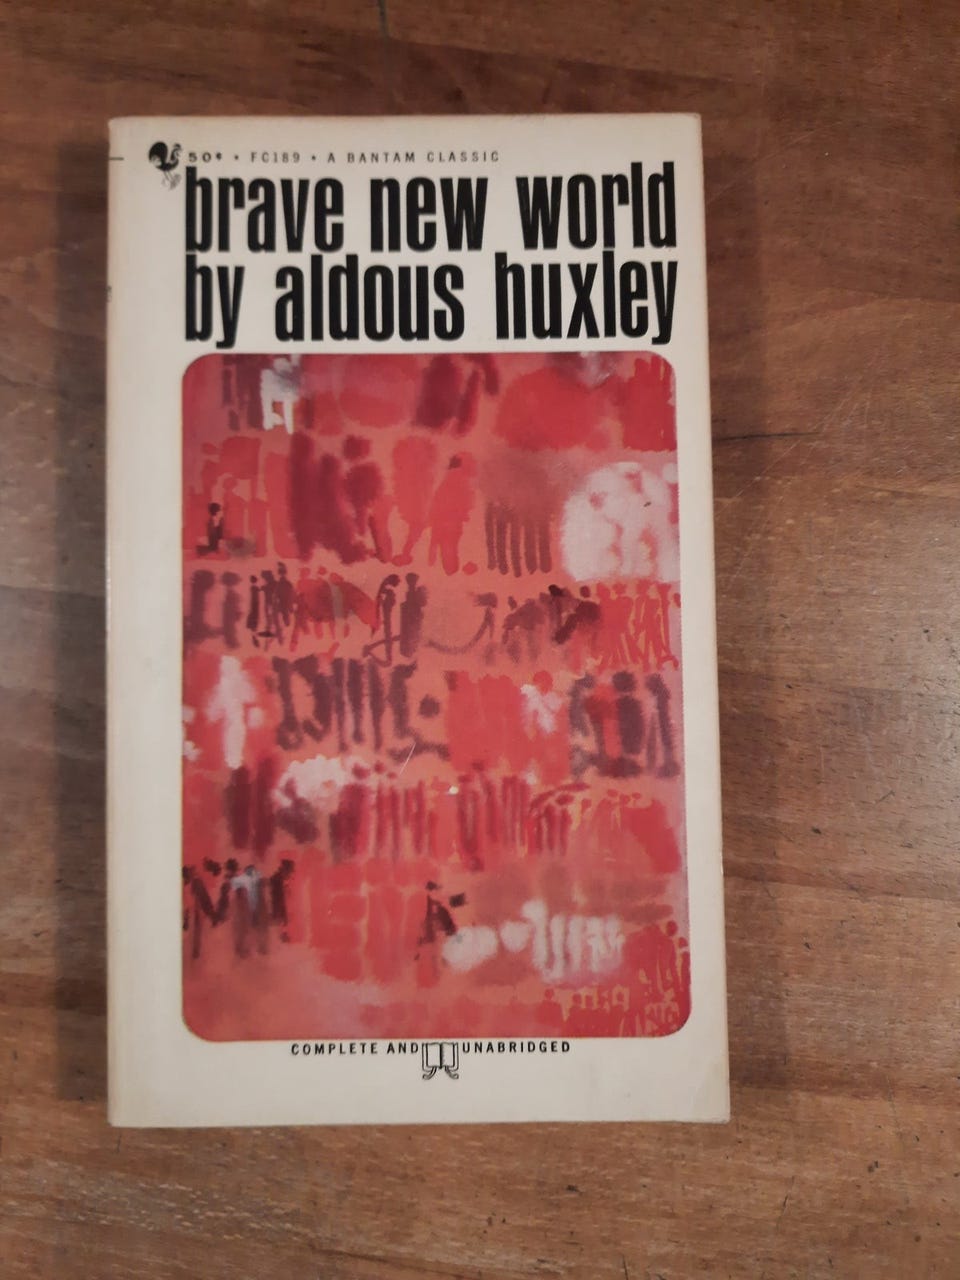 50¢ • FC189 • A BANTAM CLASSIC
brave new world
by aldous huxley
COMPLETE AND UNABRIDGED